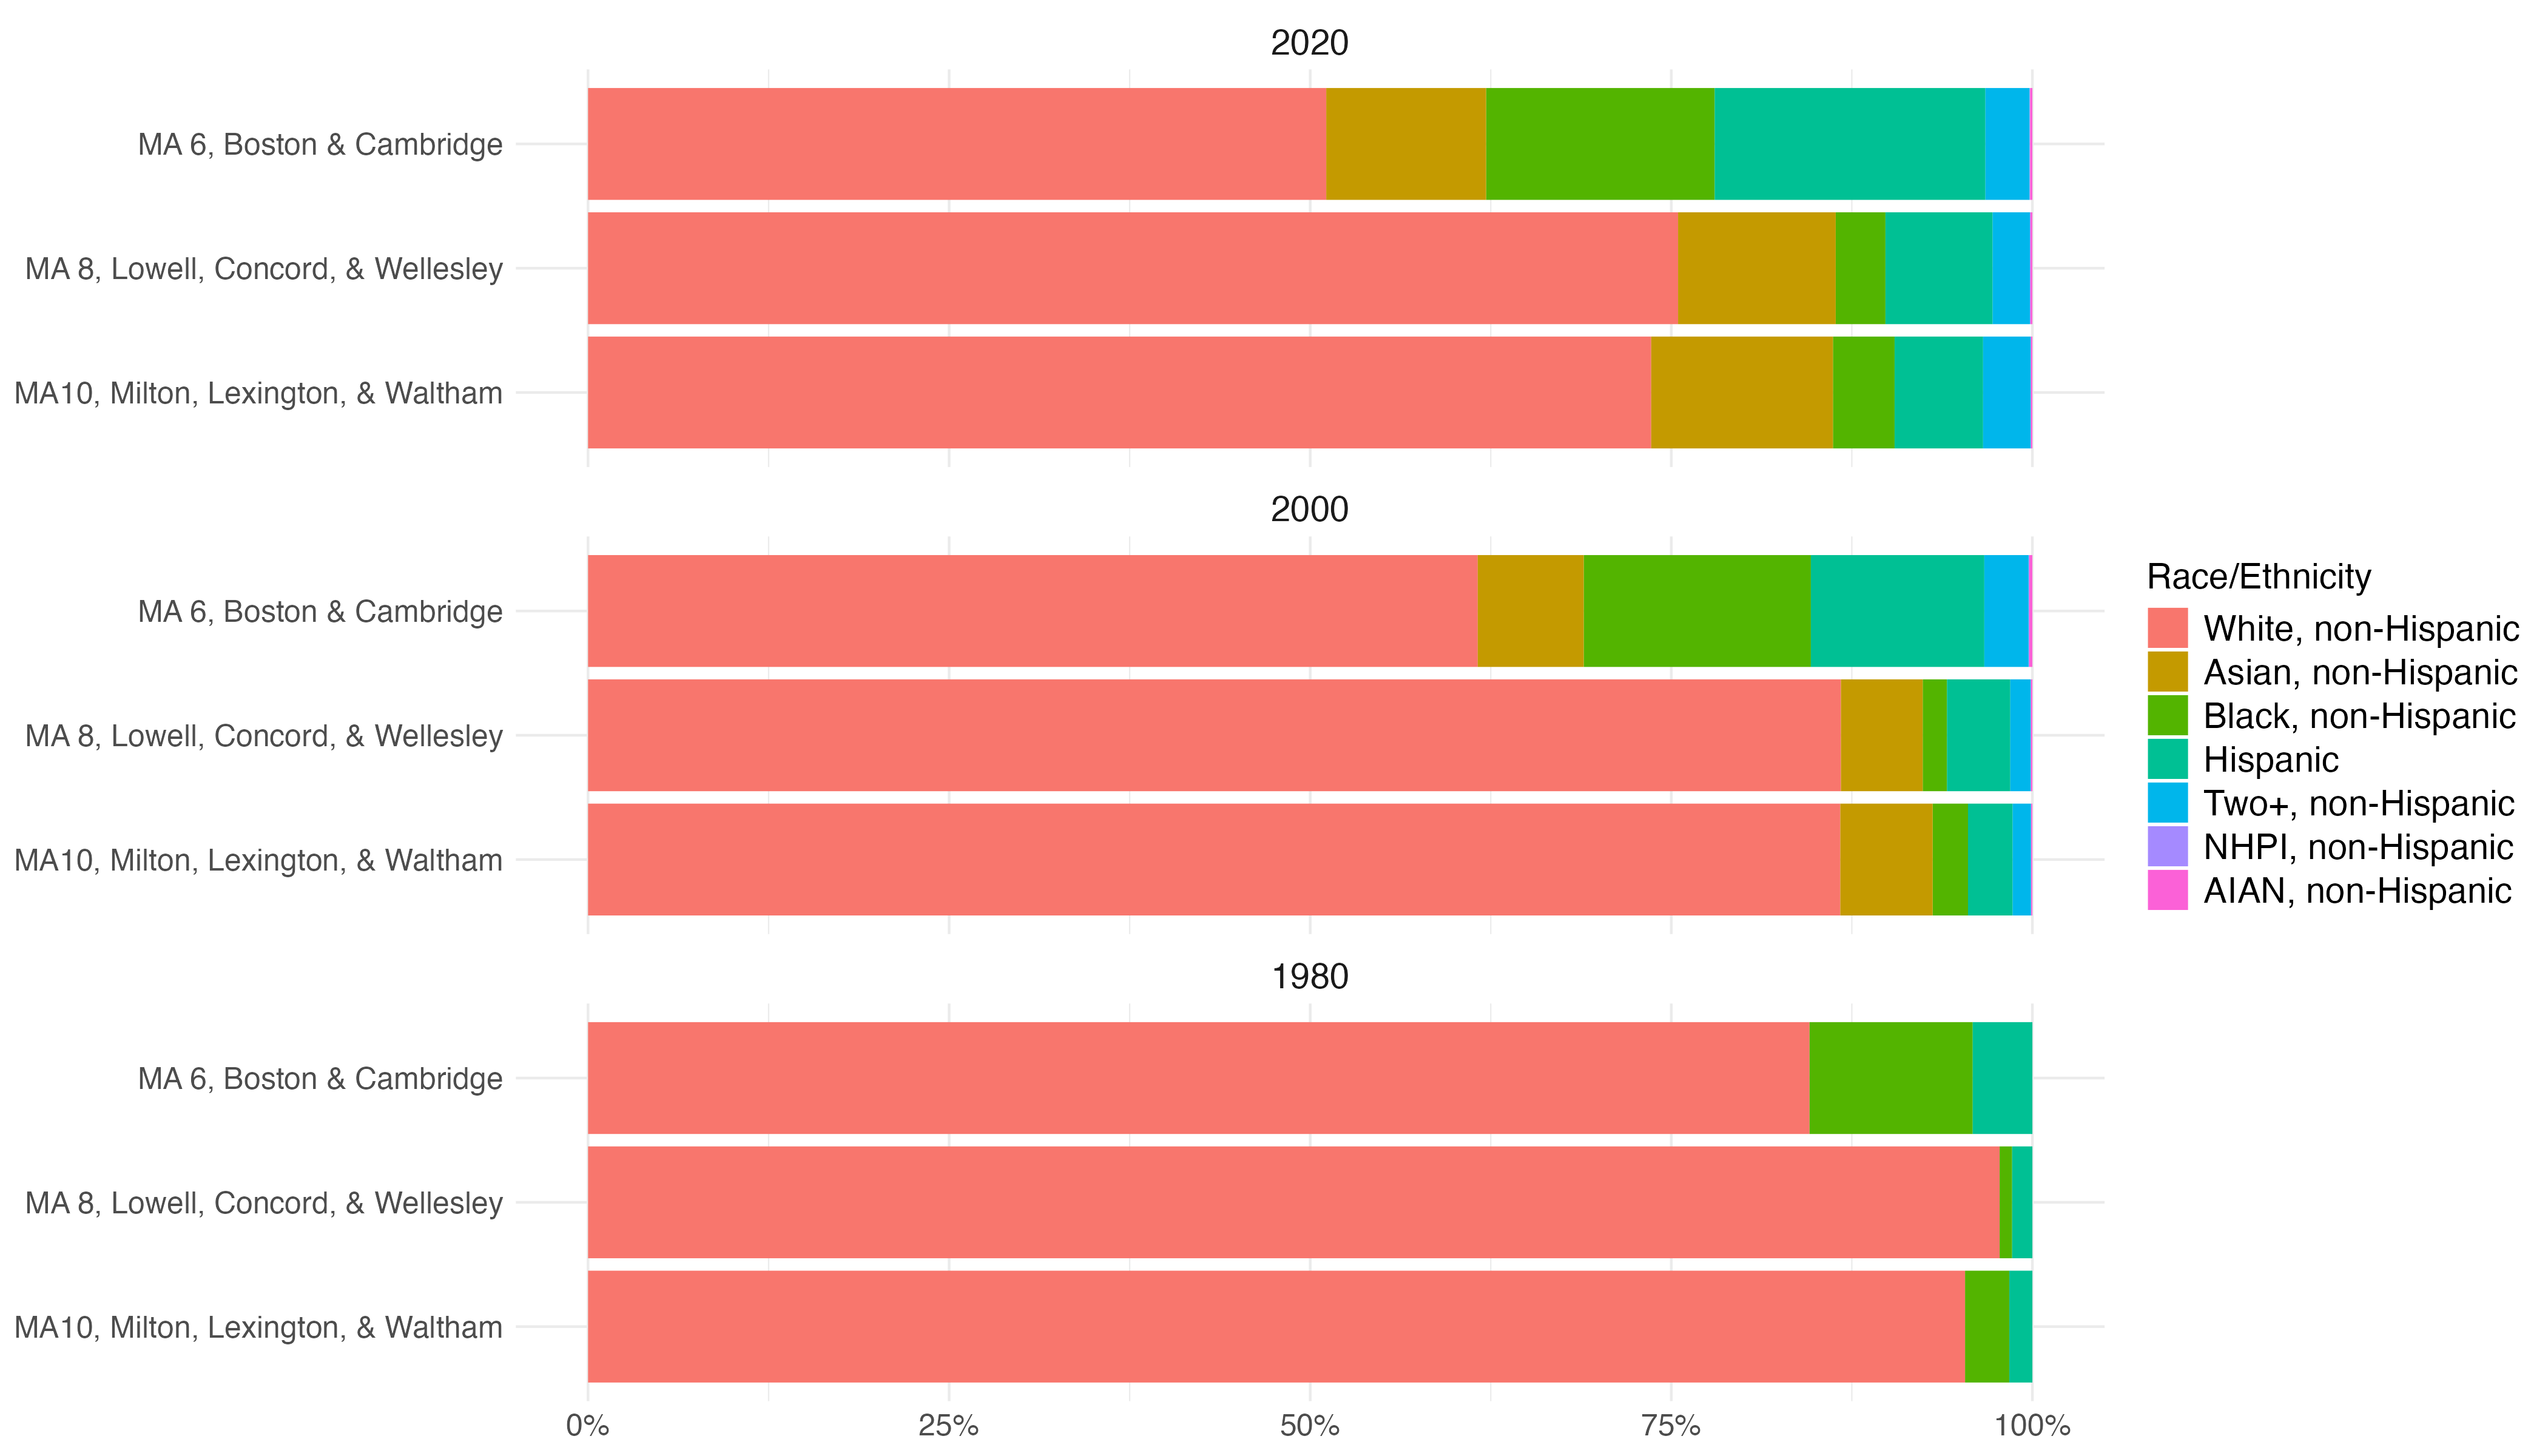 2020
MA 6, Boston & Cambridge
MA 8, Lowell, Concord, & Wellesley
MA10, Milton, Lexington, & Waltham
2000
MA 6, Boston & Cambridge
MA 8, Lowell, Concord, & Wellesley
MA10, Milton, Lexington, & Waltham
1980
MA 6, Boston & Cambridge
MA 8, Lowell, Concord, & Wellesley
MA10, Milton, Lexington, & Waltham
0% 25% 50% 75% 100%
Race/Ethnicity
White, non-Hispanic
Asian, non-Hispanic
Black, non-Hispanic
Hispanic
Two+, non-Hispanic
NHPI, non-Hispanic
AIAN, non-Hispanic